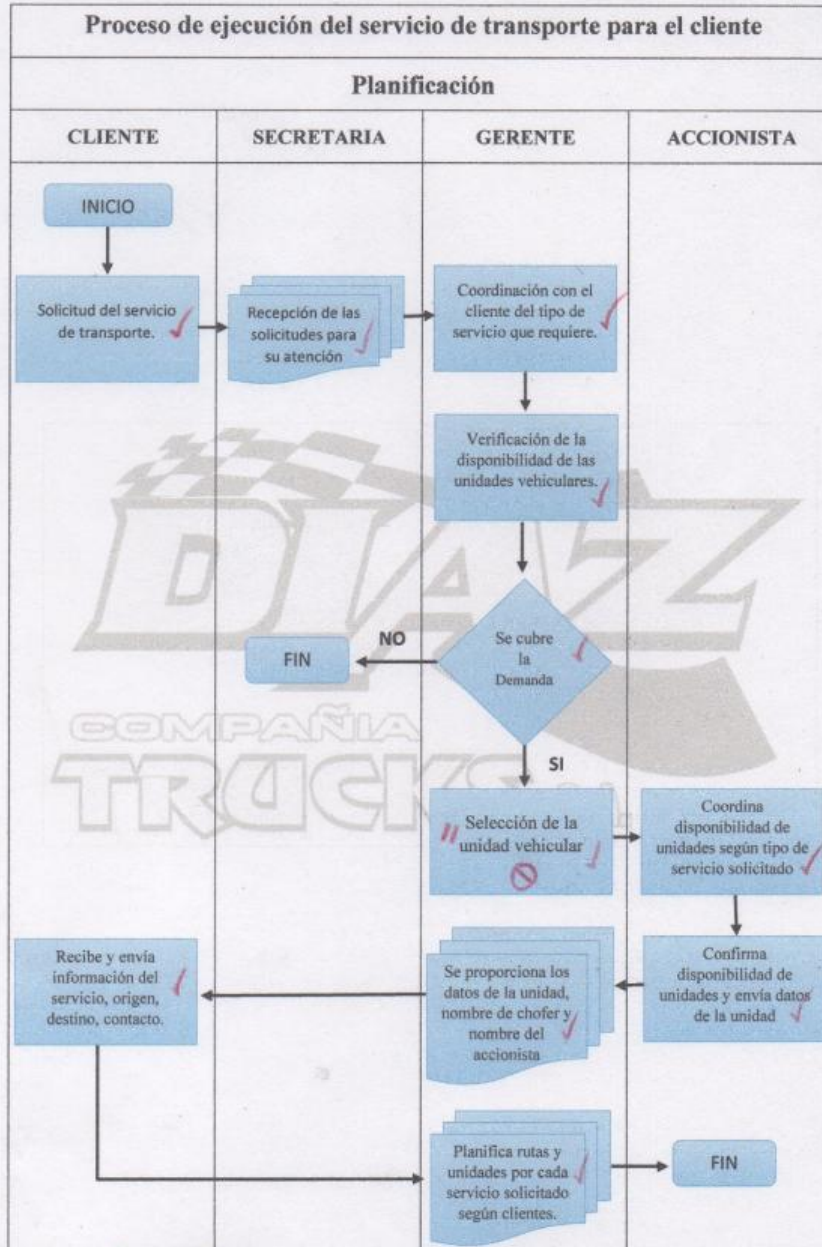 Proceso de ejecución del servicio de transporte para el cliente
Planificación
CLIENTE
SECRETARIA
GERENTE
ACCIONISTA
INICIO
Solicitud del servicio
de transporte.
Recepción de las
solicitudes para
su atención
Coordinación con el
cliente del tipo de
servicio que requiere.
Verificación de la
disponibilidad de las
unidades vehiculares.
Se cubre
la
Demanda
NO
FIN
SI
Selección de la
unidad vehicular
Coordina
disponibilidad de
unidades según tipo de
servicio solicitado
Confirma
disponibilidad de
unidades y envía datos
de la unidad
Se proporciona los
datos de la unidad,
nombre de chofer y
nombre del
accionista
Recibe y envía
información del
servicio, origen,
destino, contacto.
Planifica rutas y
unidades por cada
servicio solicitado
según clientes.
FIN
DIAZ
COMPAÑIA
TRUCKS